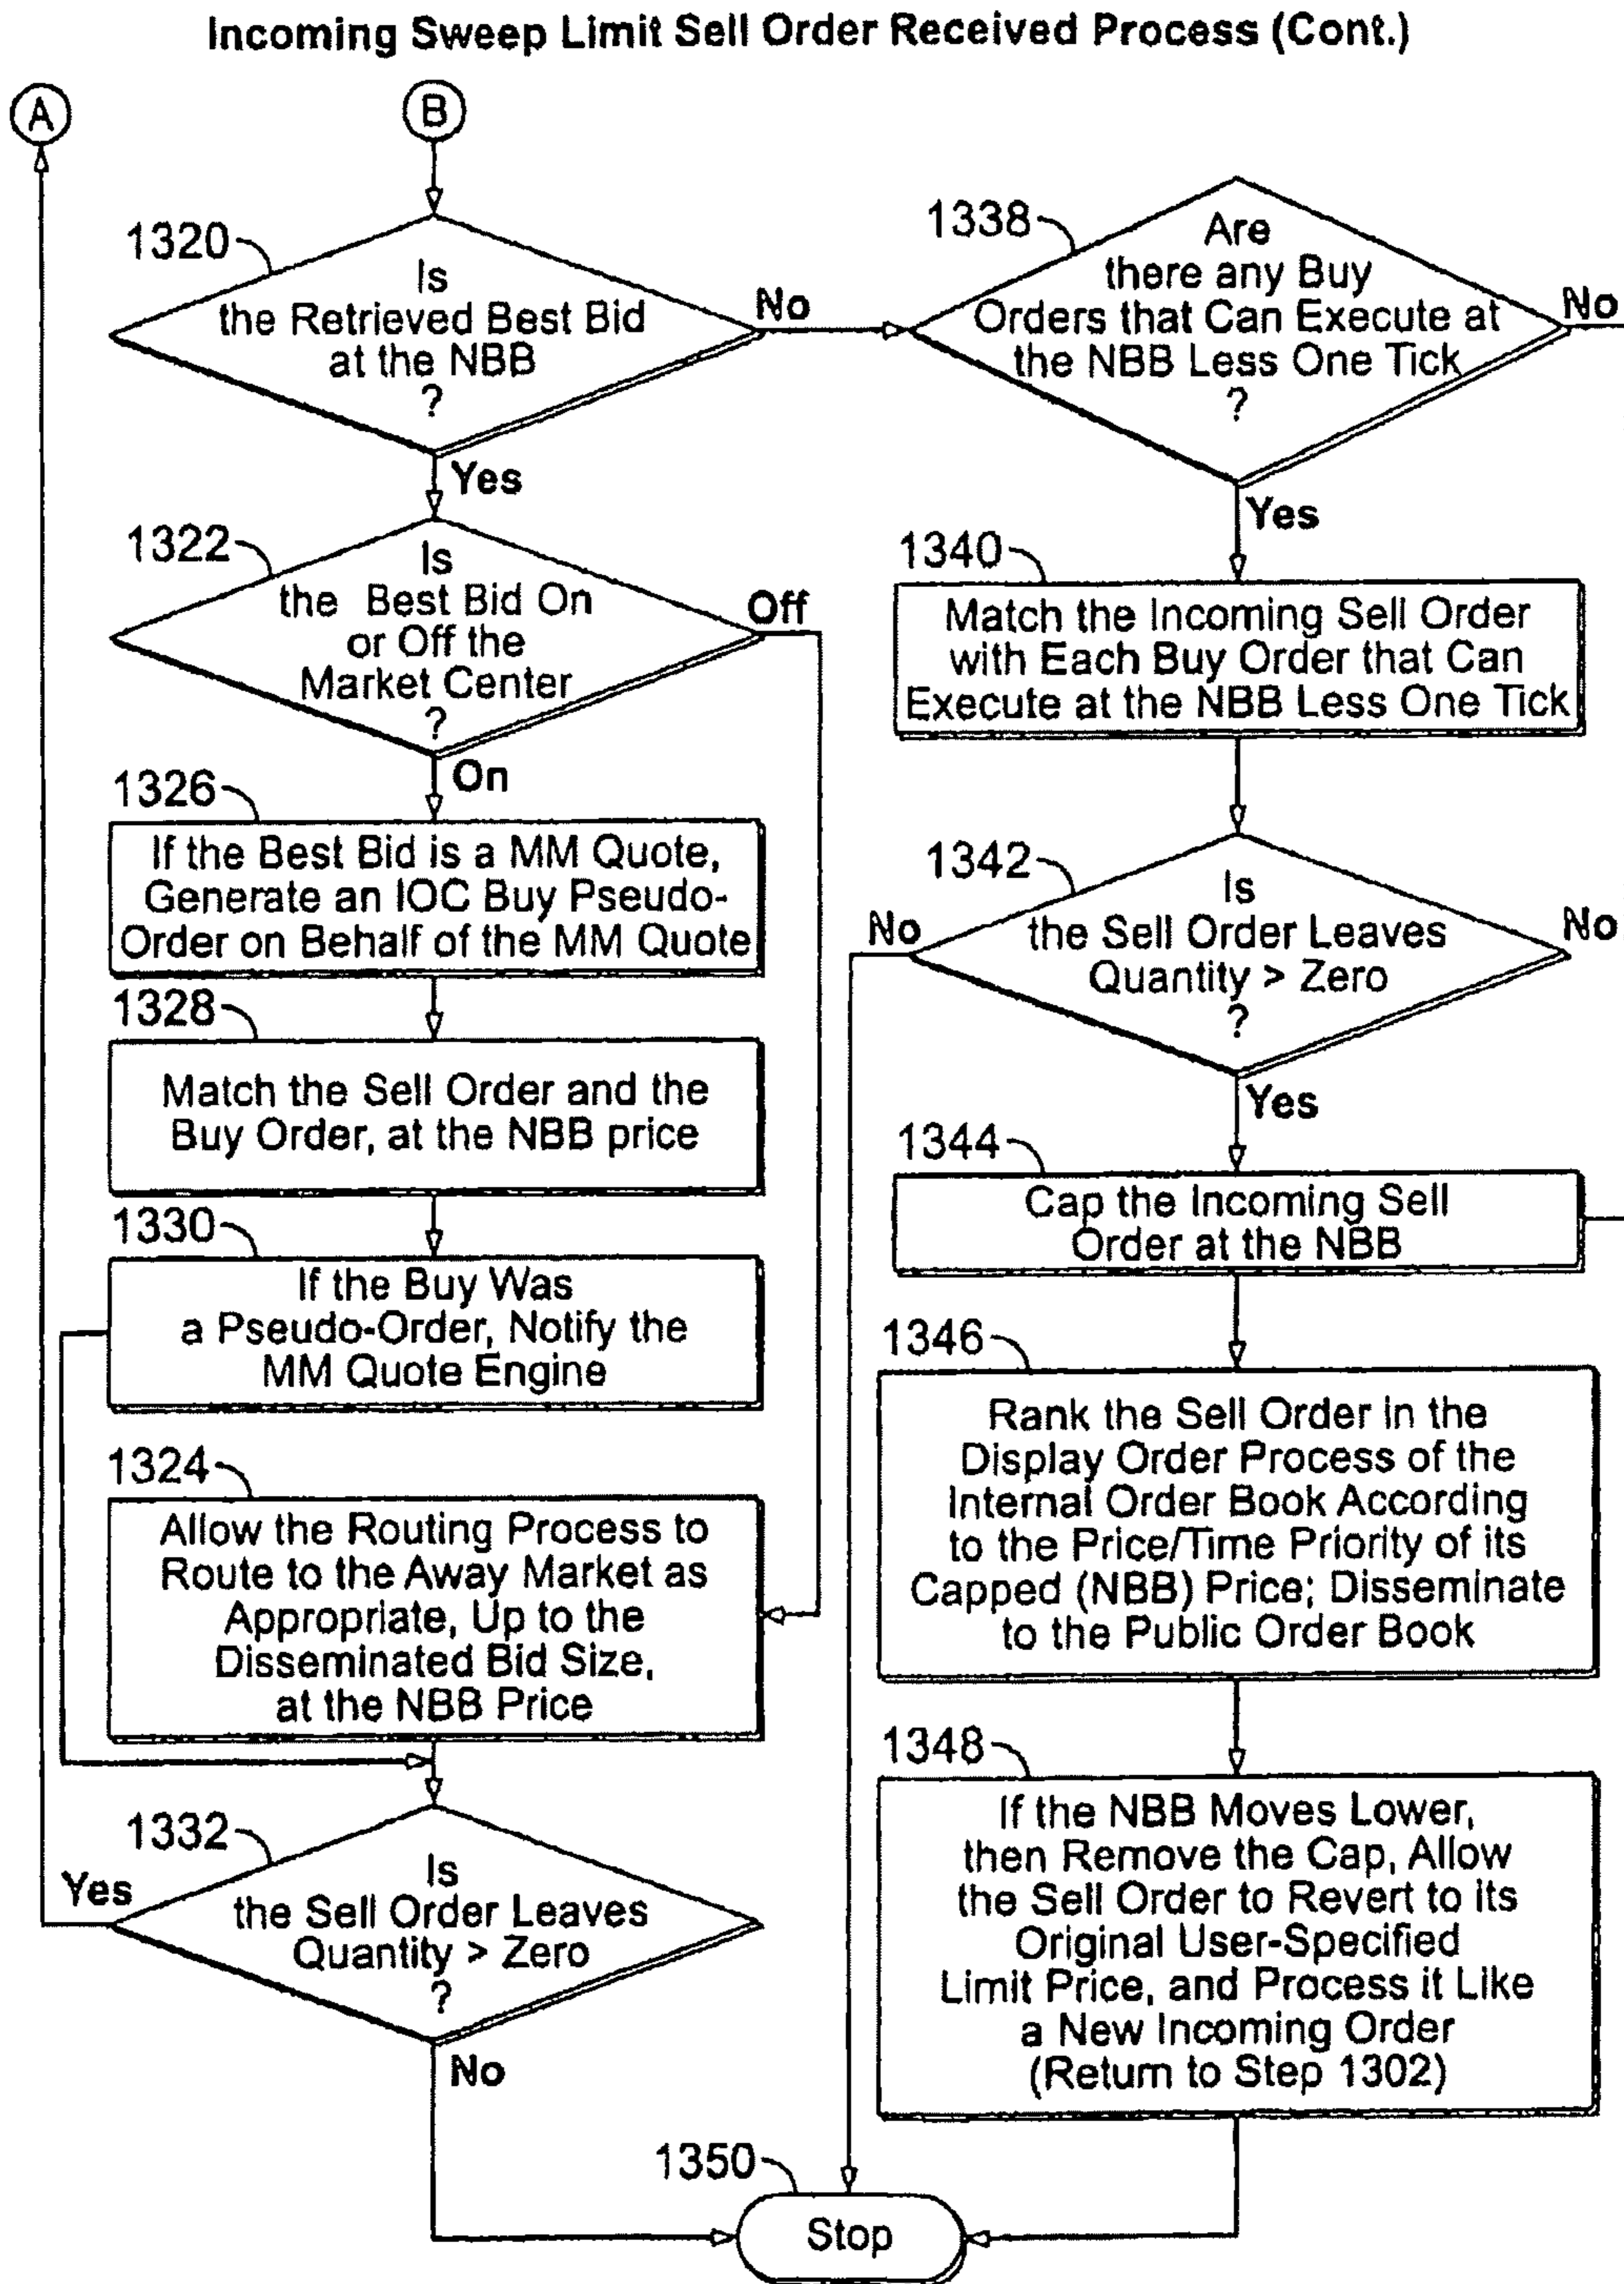 Incoming Sweep Limit Sell Order Received Process (Cont.)
A
B
1320
Is
the Retrieved Best Bid
at the NBB
?
No
Yes
1322
Is
the Best Bid On
or Off the
Market Center
?
Off
On
1326
If the Best Bid is a MM Quote,
Generate an IOC Buy Pseudo-
Order on Behalf of the MM Quote
1328
Match the Sell Order and the
Buy Order, at the NBB price
1330
If the Buy Was
a Pseudo-Order, Notify the
MM Quote Engine
1324
Allow the Routing Process to
Route to the Away Market as
Appropriate, Up to the
Disseminated Bid Size,
at the NBB Price
1332
Yes
Is
the Sell Order Leaves
Quantity > Zero
?
No
1338
Are
there any Buy
Orders that Can Execute at
the NBB Less One Tick
?
No
Yes
1340
Match the Incoming Sell Order
with Each Buy Order that Can
Execute at the NBB Less One Tick
1342
No
Is
the Sell Order Leaves
Quantity > Zero
?
No
Yes
1344
Cap the Incoming Sell
Order at the NBB
1346
Rank the Sell Order in the
Display Order Process of the
Internal Order Book According
to the Price/Time Priority of its
Capped (NBB) Price; Disseminate
to the Public Order Book
1348
If the NBB Moves Lower,
then Remove the Cap, Allow
the Sell Order to Revert to its
Original User-Specified
Limit Price, and Process it Like
a New Incoming Order
(Return to Step 1302)
1350
Stop